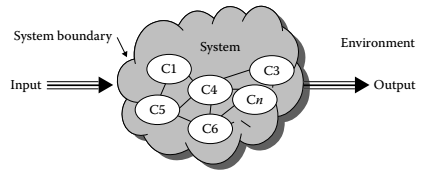 System boundary
System
Environment
C1
C3
Input
C4
Output
Cn
C5
C6